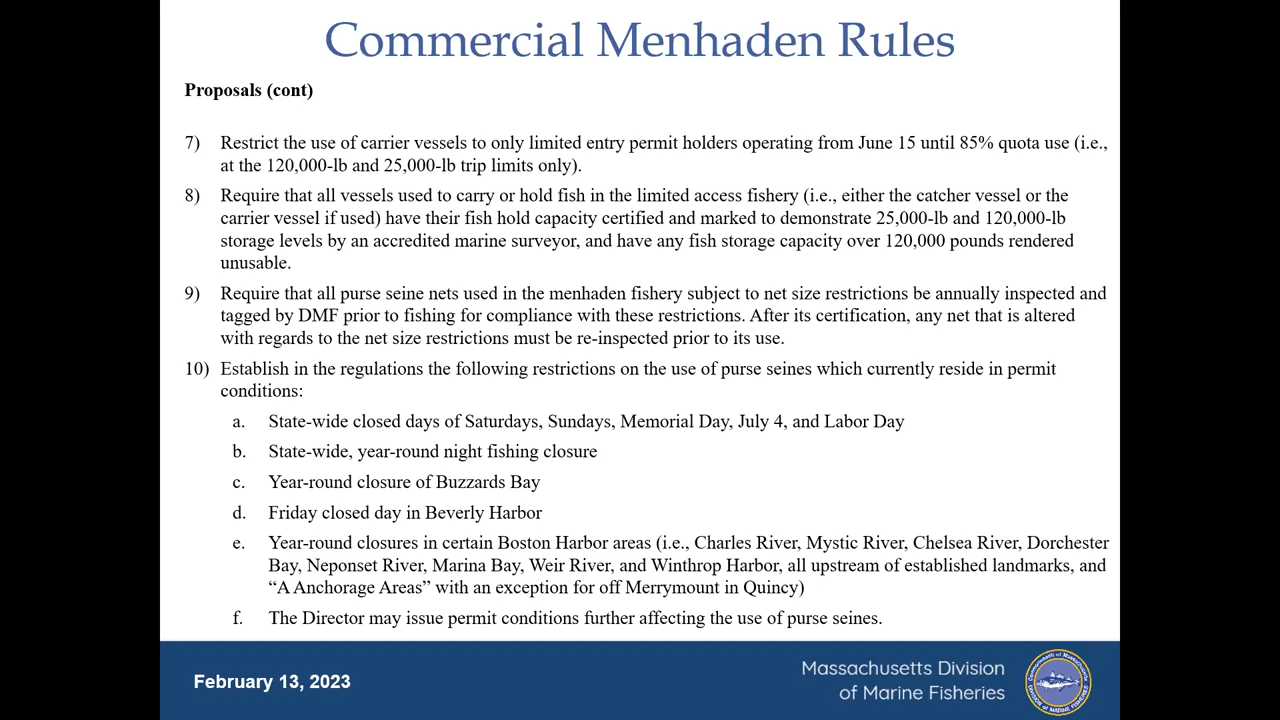 Commercial Menhaden Rules
Proposals (cont)
7) Restrict the use of carrier vessels to only limited entry permit holders operating from June 15 until 85% quota use (i.e.,
at the 120,000-lb and 25,000-lb trip limits only).
8) Require that all vessels used to carry or hold fish in the limited access fishery (i.e., either the catcher vessel or the
carrier vessel if used) have their fish hold capacity certified and marked to demonstrate 25,000-lb and 120,000-lb
storage levels by an accredited marine surveyor, and have any fish storage capacity over 120,000 pounds rendered
unusable.
9) Require that all purse seine nets used in the menhaden fishery subject to net size restrictions be annually inspected and
tagged by DMF prior to fishing for compliance with these restrictions. After its certification, any net that is altered
with regards to the net size restrictions must be re-inspected prior to its use.
10) Establish in the regulations the following restrictions on the use of purse seines which currently reside in permit
conditions:
a. State-wide closed days of Saturdays, Sundays, Memorial Day, July 4, and Labor Day
b. State-wide, year-round night fishing closure
c. Year-round closure of Buzzards Bay
d. Friday closed day in Beverly Harbor
e. Year-round closures in certain Boston Harbor areas (i.e., Charles River, Mystic River, Chelsea River, Dorchester
Bay, Neponset River, Marina Bay, Weir River, and Winthrop Harbor, all upstream of established landmarks, and
“A Anchorage Areas” with an exception for off Merrymount in Quincy)
f. The Director may issue permit conditions further affecting the use of purse seines.
February 13, 2023
Massachusetts Division
of Marine Fisheries
Commonwealth of Massachusetts
DIVISION of MARINE FISHERIES